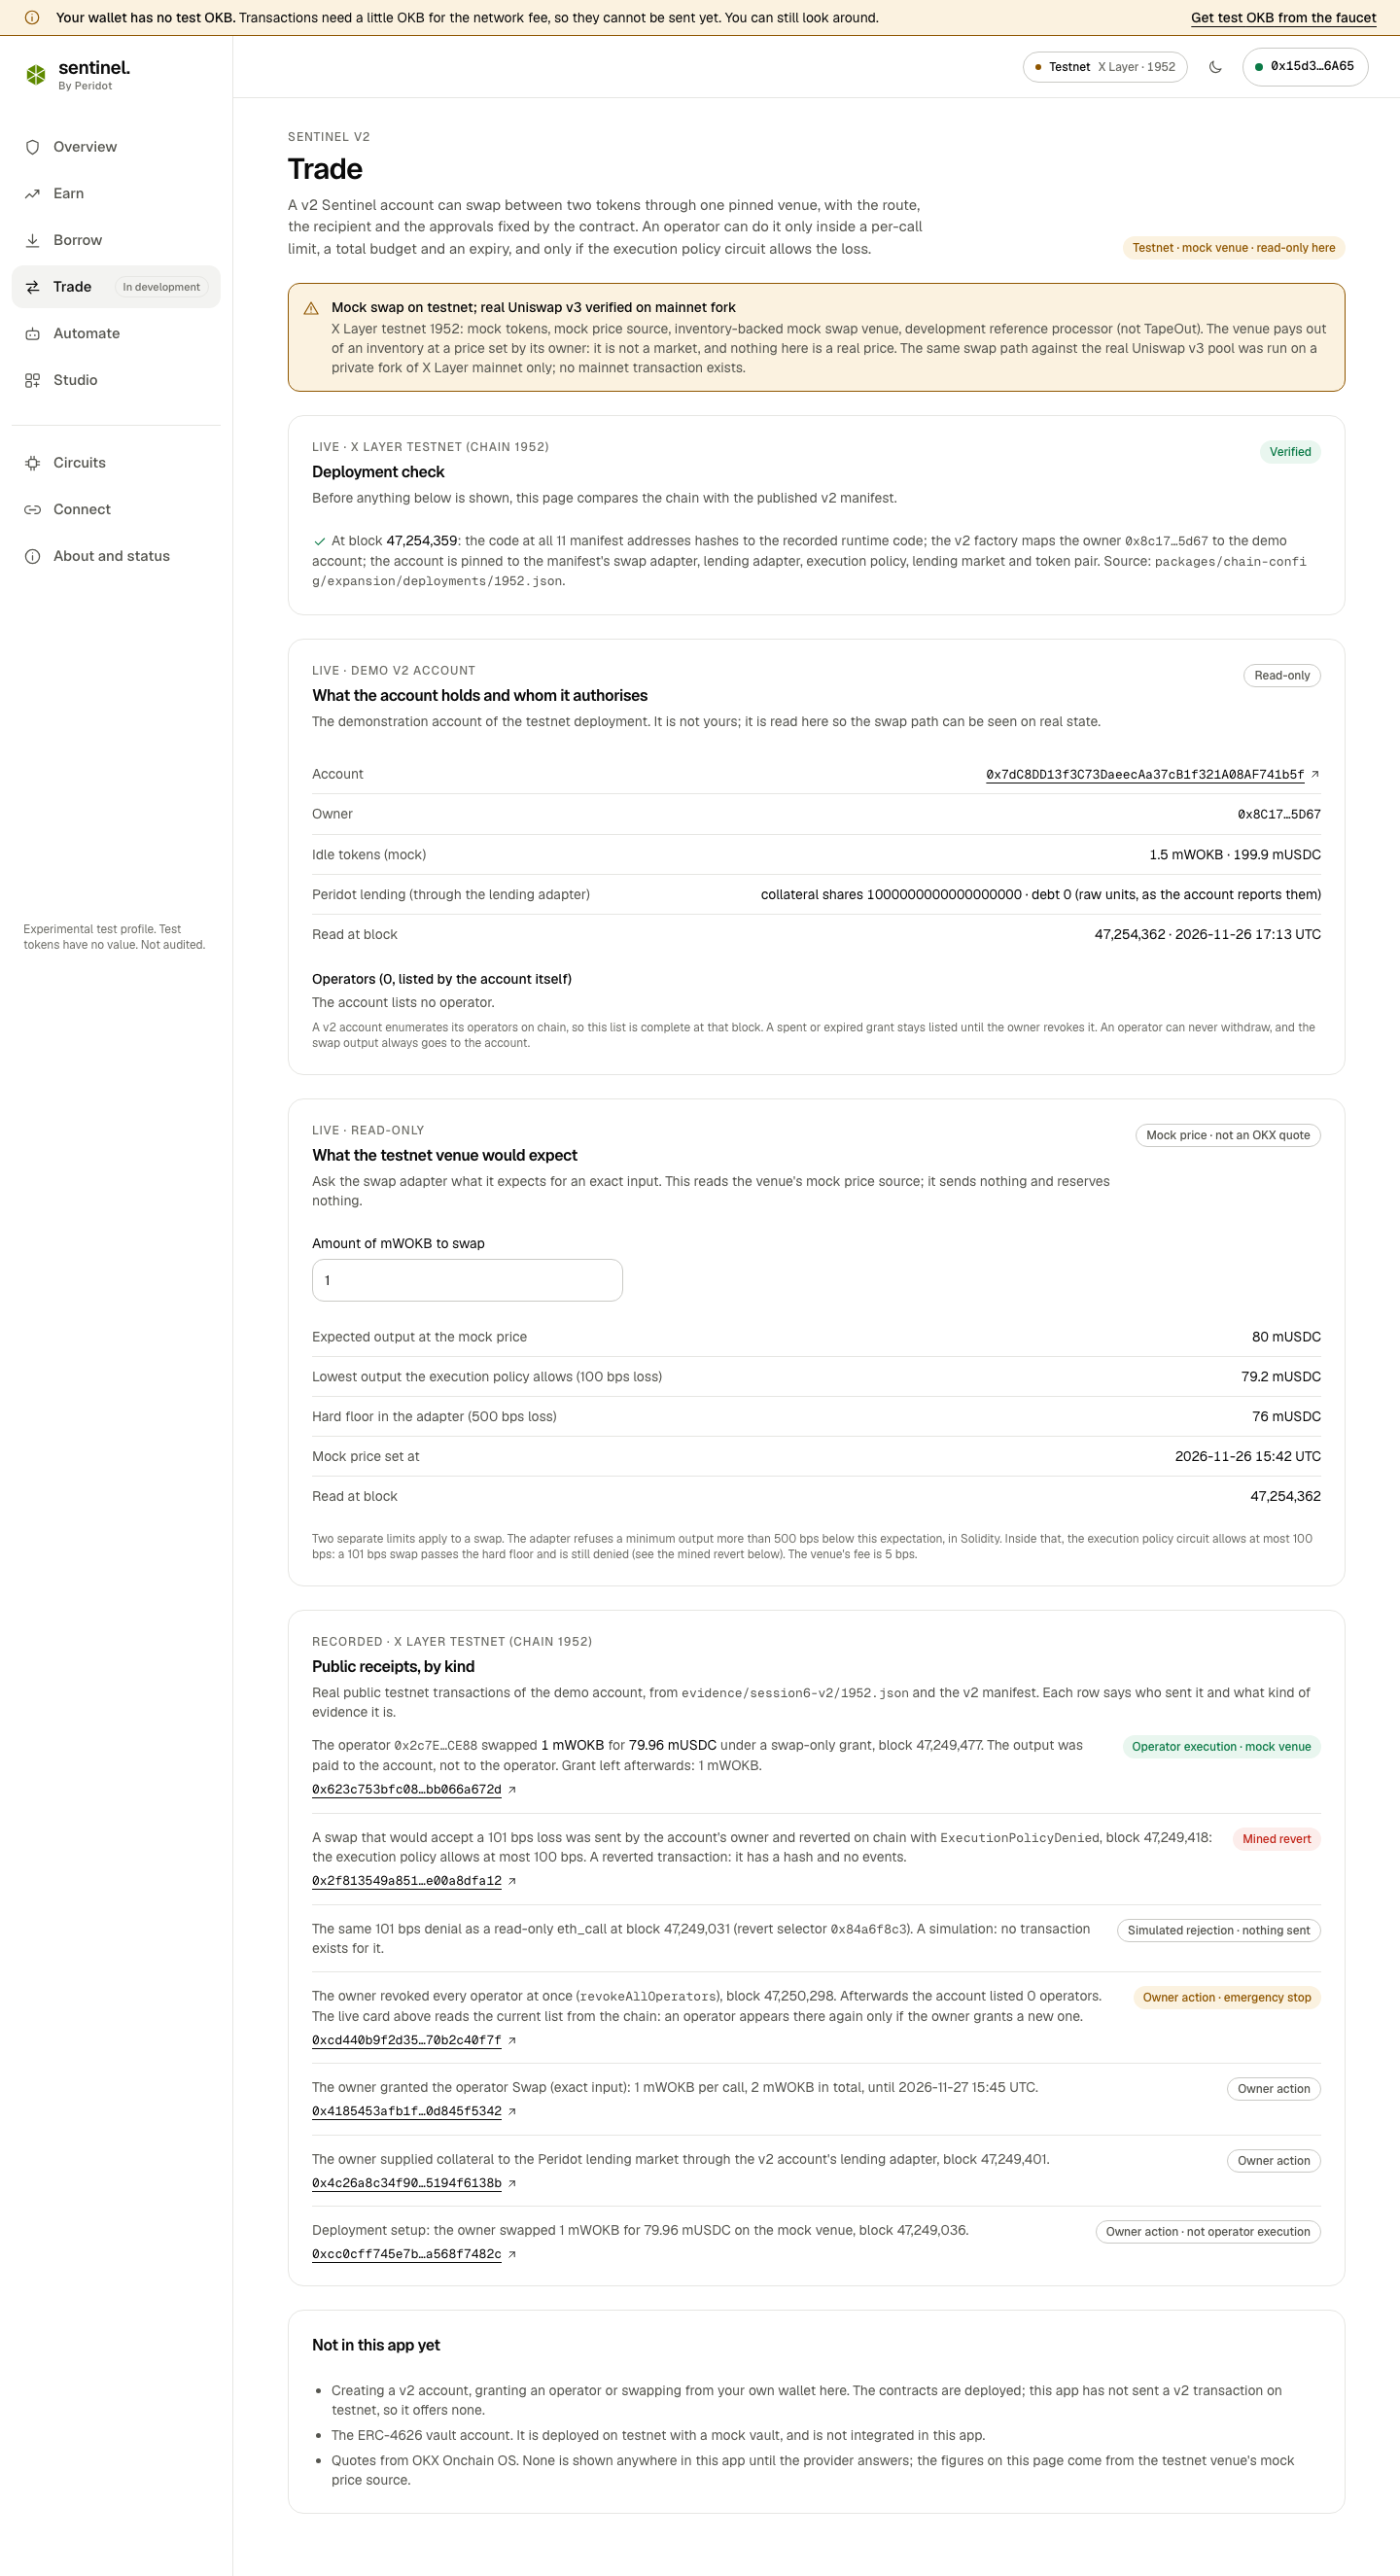 Your wallet has no test OKB. Transactions need a little OKB for the network fee, so they cannot be sent yet. You can still look around.
Get test OKB from the faucet
sentinel.
By Peridot
Testnet X Layer · 1952
0x15d3…6A65
Overview
Earn
Borrow
Trade
In development
Automate
Studio
Circuits
Connect
About and status
Experimental test profile. Test
tokens have no value. Not audited.
SENTINEL V2
Trade
A v2 Sentinel account can swap between two tokens through one pinned venue, with the route,
the recipient and the approvals fixed by the contract. An operator can do it only inside a per-call
limit, a total budget and an expiry, and only if the execution policy circuit allows the loss.
Testnet · mock venue · read-only here
Mock swap on testnet; real Uniswap v3 verified on mainnet fork
X Layer testnet 1952: mock tokens, mock price source, inventory-backed mock swap venue, development reference processor (not TapeOut). The venue pays out
of an inventory at a price set by its owner: it is not a market, and nothing here is a real price. The same swap path against the real Uniswap v3 pool was run on a
private fork of X Layer mainnet only; no mainnet transaction exists.
LIVE · X LAYER TESTNET (CHAIN 1952)
Verified
Deployment check
Before anything below is shown, this page compares the chain with the published v2 manifest.
At block 47,254,359: the code at all 11 manifest addresses hashes to the recorded runtime code; the v2 factory maps the owner 0x8c17…5d67 to the demo
account; the account is pinned to the manifest's swap adapter, lending adapter, execution policy, lending market and token pair. Source: packages/chain-confi
g/expansion/deployments/1952.json.
LIVE · DEMO V2 ACCOUNT
Read-only
What the account holds and whom it authorises
The demonstration account of the testnet deployment. It is not yours; it is read here so the swap path can be seen on real state.
Account
0x7dC8DD13f3C73DaeecAa37cB1f321A08AF741b5f
Owner
0x8C17…5D67
Idle tokens (mock)
1.5 mWOKB · 199.9 mUSDC
Peridot lending (through the lending adapter)
collateral shares 1000000000000000000 · debt 0 (raw units, as the account reports them)
Read at block
47,254,362 · 2026-11-26 17:13 UTC
Operators (0, listed by the account itself)
The account lists no operator.
A v2 account enumerates its operators on chain, so this list is complete at that block. A spent or expired grant stays listed until the owner revokes it. An operator can never withdraw, and the
swap output always goes to the account.
LIVE · READ-ONLY
Mock price · not an OKX quote
What the testnet venue would expect
Ask the swap adapter what it expects for an exact input. This reads the venue's mock price source; it sends nothing and reserves
nothing.
Amount of mWOKB to swap
1
Expected output at the mock price
80 mUSDC
Lowest output the execution policy allows (100 bps loss)
79.2 mUSDC
Hard floor in the adapter (500 bps loss)
76 mUSDC
Mock price set at
2026-11-26 15:42 UTC
Read at block
47,254,362
Two separate limits apply to a swap. The adapter refuses a minimum output more than 500 bps below this expectation, in Solidity. Inside that, the execution policy circuit allows at most 100
bps: a 101 bps swap passes the hard floor and is still denied (see the mined revert below). The venue's fee is 5 bps.
RECORDED · X LAYER TESTNET (CHAIN 1952)
Public receipts, by kind
Real public testnet transactions of the demo account, from evidence/session6-v2/1952.json and the v2 manifest. Each row says who sent it and what kind of
evidence it is.
The operator 0x2c7E…CE88 swapped 1 mWOKB for 79.96 mUSDC under a swap-only grant, block 47,249,477. The output was
paid to the account, not to the operator. Grant left afterwards: 1 mWOKB.
Operator execution · mock venue
0x623c753bfc08…bb066a672d
A swap that would accept a 101 bps loss was sent by the account's owner and reverted on chain with ExecutionPolicyDenied, block 47,249,418:
the execution policy allows at most 100 bps. A reverted transaction: it has a hash and no events.
Mined revert
0x2f813549a851…e00a8dfa12
The same 101 bps denial as a read-only eth_call at block 47,249,031 (revert selector 0x84a6f8c3). A simulation: no transaction
exists for it.
Simulated rejection · nothing sent
The owner revoked every operator at once (revokeAllOperators), block 47,250,298. Afterwards the account listed 0 operators.
The live card above reads the current list from the chain: an operator appears there again only if the owner grants a new one.
Owner action · emergency stop
0xcd440b9f2d35…70b2c40f7f
The owner granted the operator Swap (exact input): 1 mWOKB per call, 2 mWOKB in total, until 2026-11-27 15:45 UTC.
Owner action
0x4185453afb1f…0d845f5342
The owner supplied collateral to the Peridot lending market through the v2 account's lending adapter, block 47,249,401.
Owner action
0x4c26a8c34f90…5194f6138b
Deployment setup: the owner swapped 1 mWOKB for 79.96 mUSDC on the mock venue, block 47,249,036.
Owner action · not operator execution
0xcc0cff745e7b…a568f7482c
Not in this app yet
Creating a v2 account, granting an operator or swapping from your own wallet here. The contracts are deployed; this app has not sent a v2 transaction on
testnet, so it offers none.
The ERC-4626 vault account. It is deployed on testnet with a mock vault, and is not integrated in this app.
Quotes from OKX Onchain OS. None is shown anywhere in this app until the provider answers; the figures on this page come from the testnet venue's mock
price source.